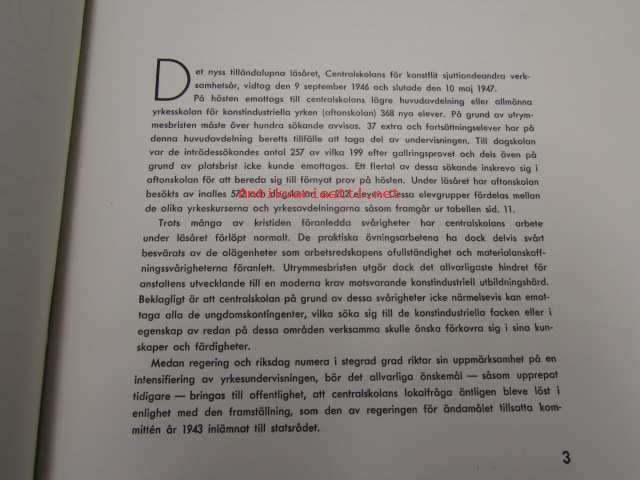 Det nyss tilländalupna läsåret, Centralskolans för konstflit sjuttiondeandra verk-
samhetsår, vidtog den 9 september 1946 och slutade den 10 maj 1947.
På hösten emottogs till centralskolans lägre huvudavdelning eller allmänna
yrkesskolan för konstindustriella yrken (aftonskolan) 368 nya elever. På grund av utrym-
mesbristen måste över hundra sökande avvisas. 37 extra och fortsättningselever har på
denna huvudavdelning beretts tillfälle att taga del av undervisningen. Till dagskolan
var de inträdessökandes antal 257 av vilka 199 efter gallringsprovet och dels även på
grund av platsbrist icke kunde emottagas. Ett flertal av dessa sökande inskrevo sig i
aftonskolan för att bereda sig till förnyat prov på hösten. Under läsåret har aftonskolan
besökts av inalles 572 och dagskolan av 202 elever. Dessa elevgrupper fördelas mellan
de olika yrkeskurserna och yrkesavdelningarna såsom framgår ur tabellen sid. 11.
Trots många av kristiden föranledda svårigheter har centralskolans arbete
under läsåret förlöpt normalt. De praktiska övningsarbetena ha dock delvis svårt
besvärats av de olägenheter som arbetsredskapens ofullständighet och materialanskaff-
ningssvårigheterna föranlett. Utrymmesbristen utgör dock det allvarligaste hindret för
anstaltens utvecklande till en moderna krav motsvarande konstindustriell utbildningshärd.
Beklagligt är att centralskolan på grund av dessa svårigheter icke närmelsevis kan emot-
taga alla de ungdomskontingenter, vilka söka sig till de konstindustriella facken eller i
egenskap av redan på dessa områden verksamma skulle önska förkovra sig i sina kun-
skaper och färdigheter.
Medan regering och riksdag numera i stegrad grad riktar sin uppmärksamhet på en
intensifiering av yrkesundervisningen, bör det allvarliga önskemål — såsom upprepat
tidigare — bringas till offentlighet, att centralskolans lokalfråga äntligen bleve löst i
enlighet med den framställning, som den av regeringen för ändamålet tillsatta kom-
mittén år 1943 inlämnat till statsrådet.
3